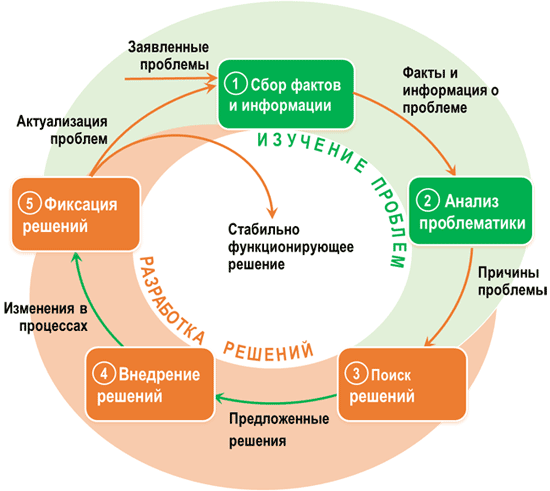 Заявленные
проблемы
1 Сбор фактов
и информации
Факты и
информация о
проблеме
Актуализация
проблем
ИЗУЧЕНИЕ ПРОБЛЕМ
5 Фиксация
решений
2 Анализ
проблематики
Стабильно
функционирующее
решение
Причины
проблемы
РАЗРАБОТКА РЕШЕНИЙ
Изменения в
процессах
4 Внедрение
решений
3 Поиск
решений
Предложенные
решения